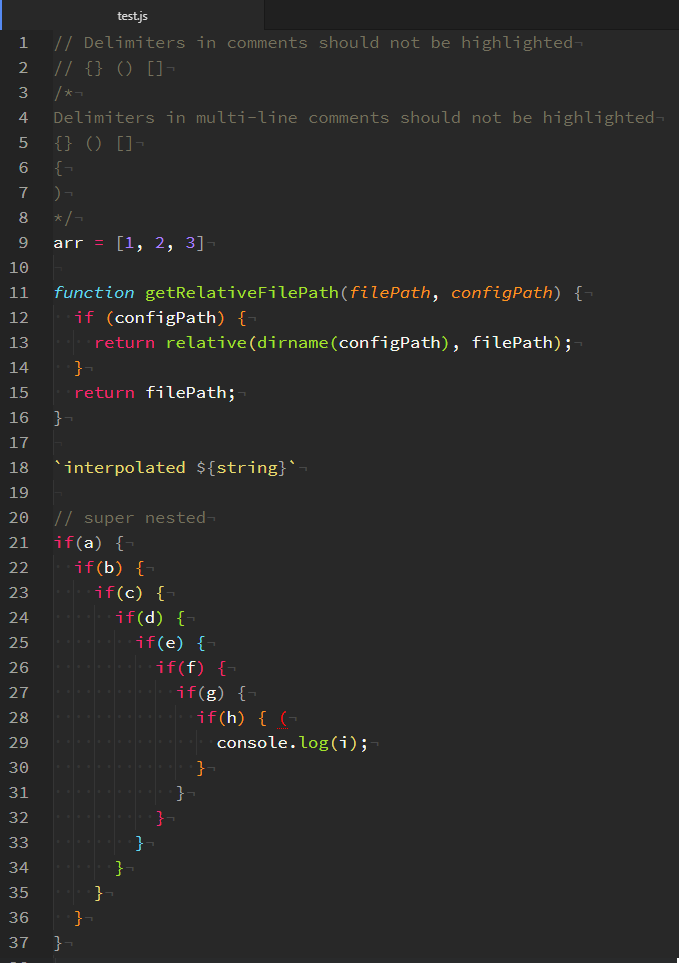 test.js
1 // Delimiters in comments should not be highlighted¬
2 // {} () []¬
3 /*¬
4 Delimiters in multi-line comments should not be highlighted¬
5 {} () []¬
6 {¬
7 )¬
8 */¬
9 arr = [1, 2, 3]¬
10 ¬
11 function getRelativeFilePath(filePath, configPath) {¬
12 ··if (configPath) {¬
13 ····return relative(dirname(configPath), filePath);¬
14 ··}¬
15 ··return filePath;¬
16 }¬
17 ¬
18 `interpolated ${string}`¬
19 ¬
20 // super nested¬
21 if(a) {¬
22 ··if(b) {¬
23 ····if(c) {¬
24 ······if(d) {¬
25 ········if(e) {¬
26 ··········if(f) {¬
27 ············if(g) {¬
28 ··············if(h) { (¬
29 ················console.log(i);¬
30 ··············}¬
31 ············}¬
32 ··········}¬
33 ········}¬
34 ······}¬
35 ····}¬
36 ··}¬
37 }¬